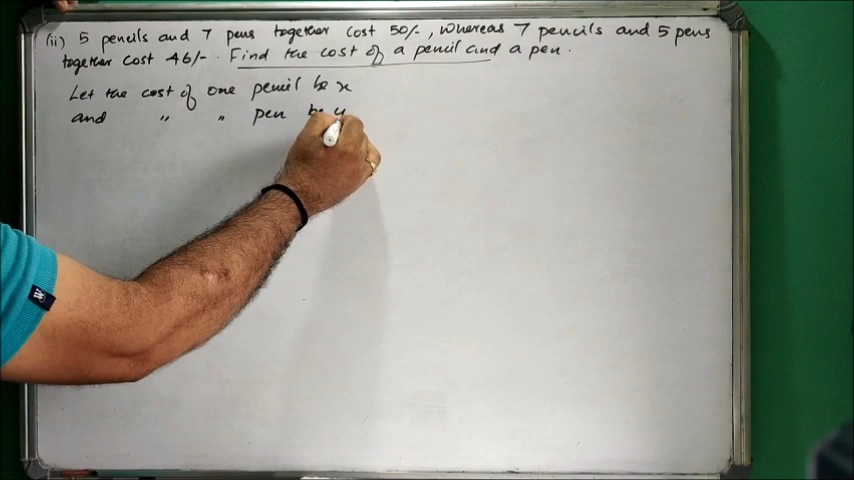 (ii) 5 pencils and 7 pens together cost 50/-, whereas 7 pencils and 5 pens
together cost 46/-. Find the cost of a pencil and a pen.
Let the cost of one pencil be x
and " " pen be y